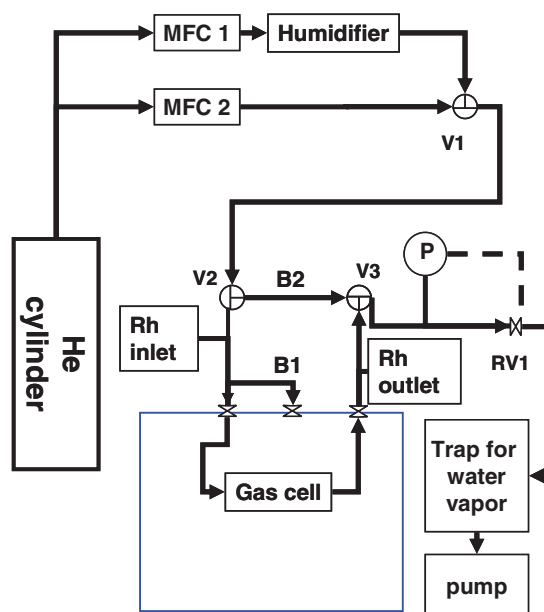 MFC 1
Humidifier
MFC 2
V1
He
cylinder
V2
B2
V3
P
Rh
inlet
B1
Rh
outlet
RV1
Gas cell
Trap for
water
vapor
pump